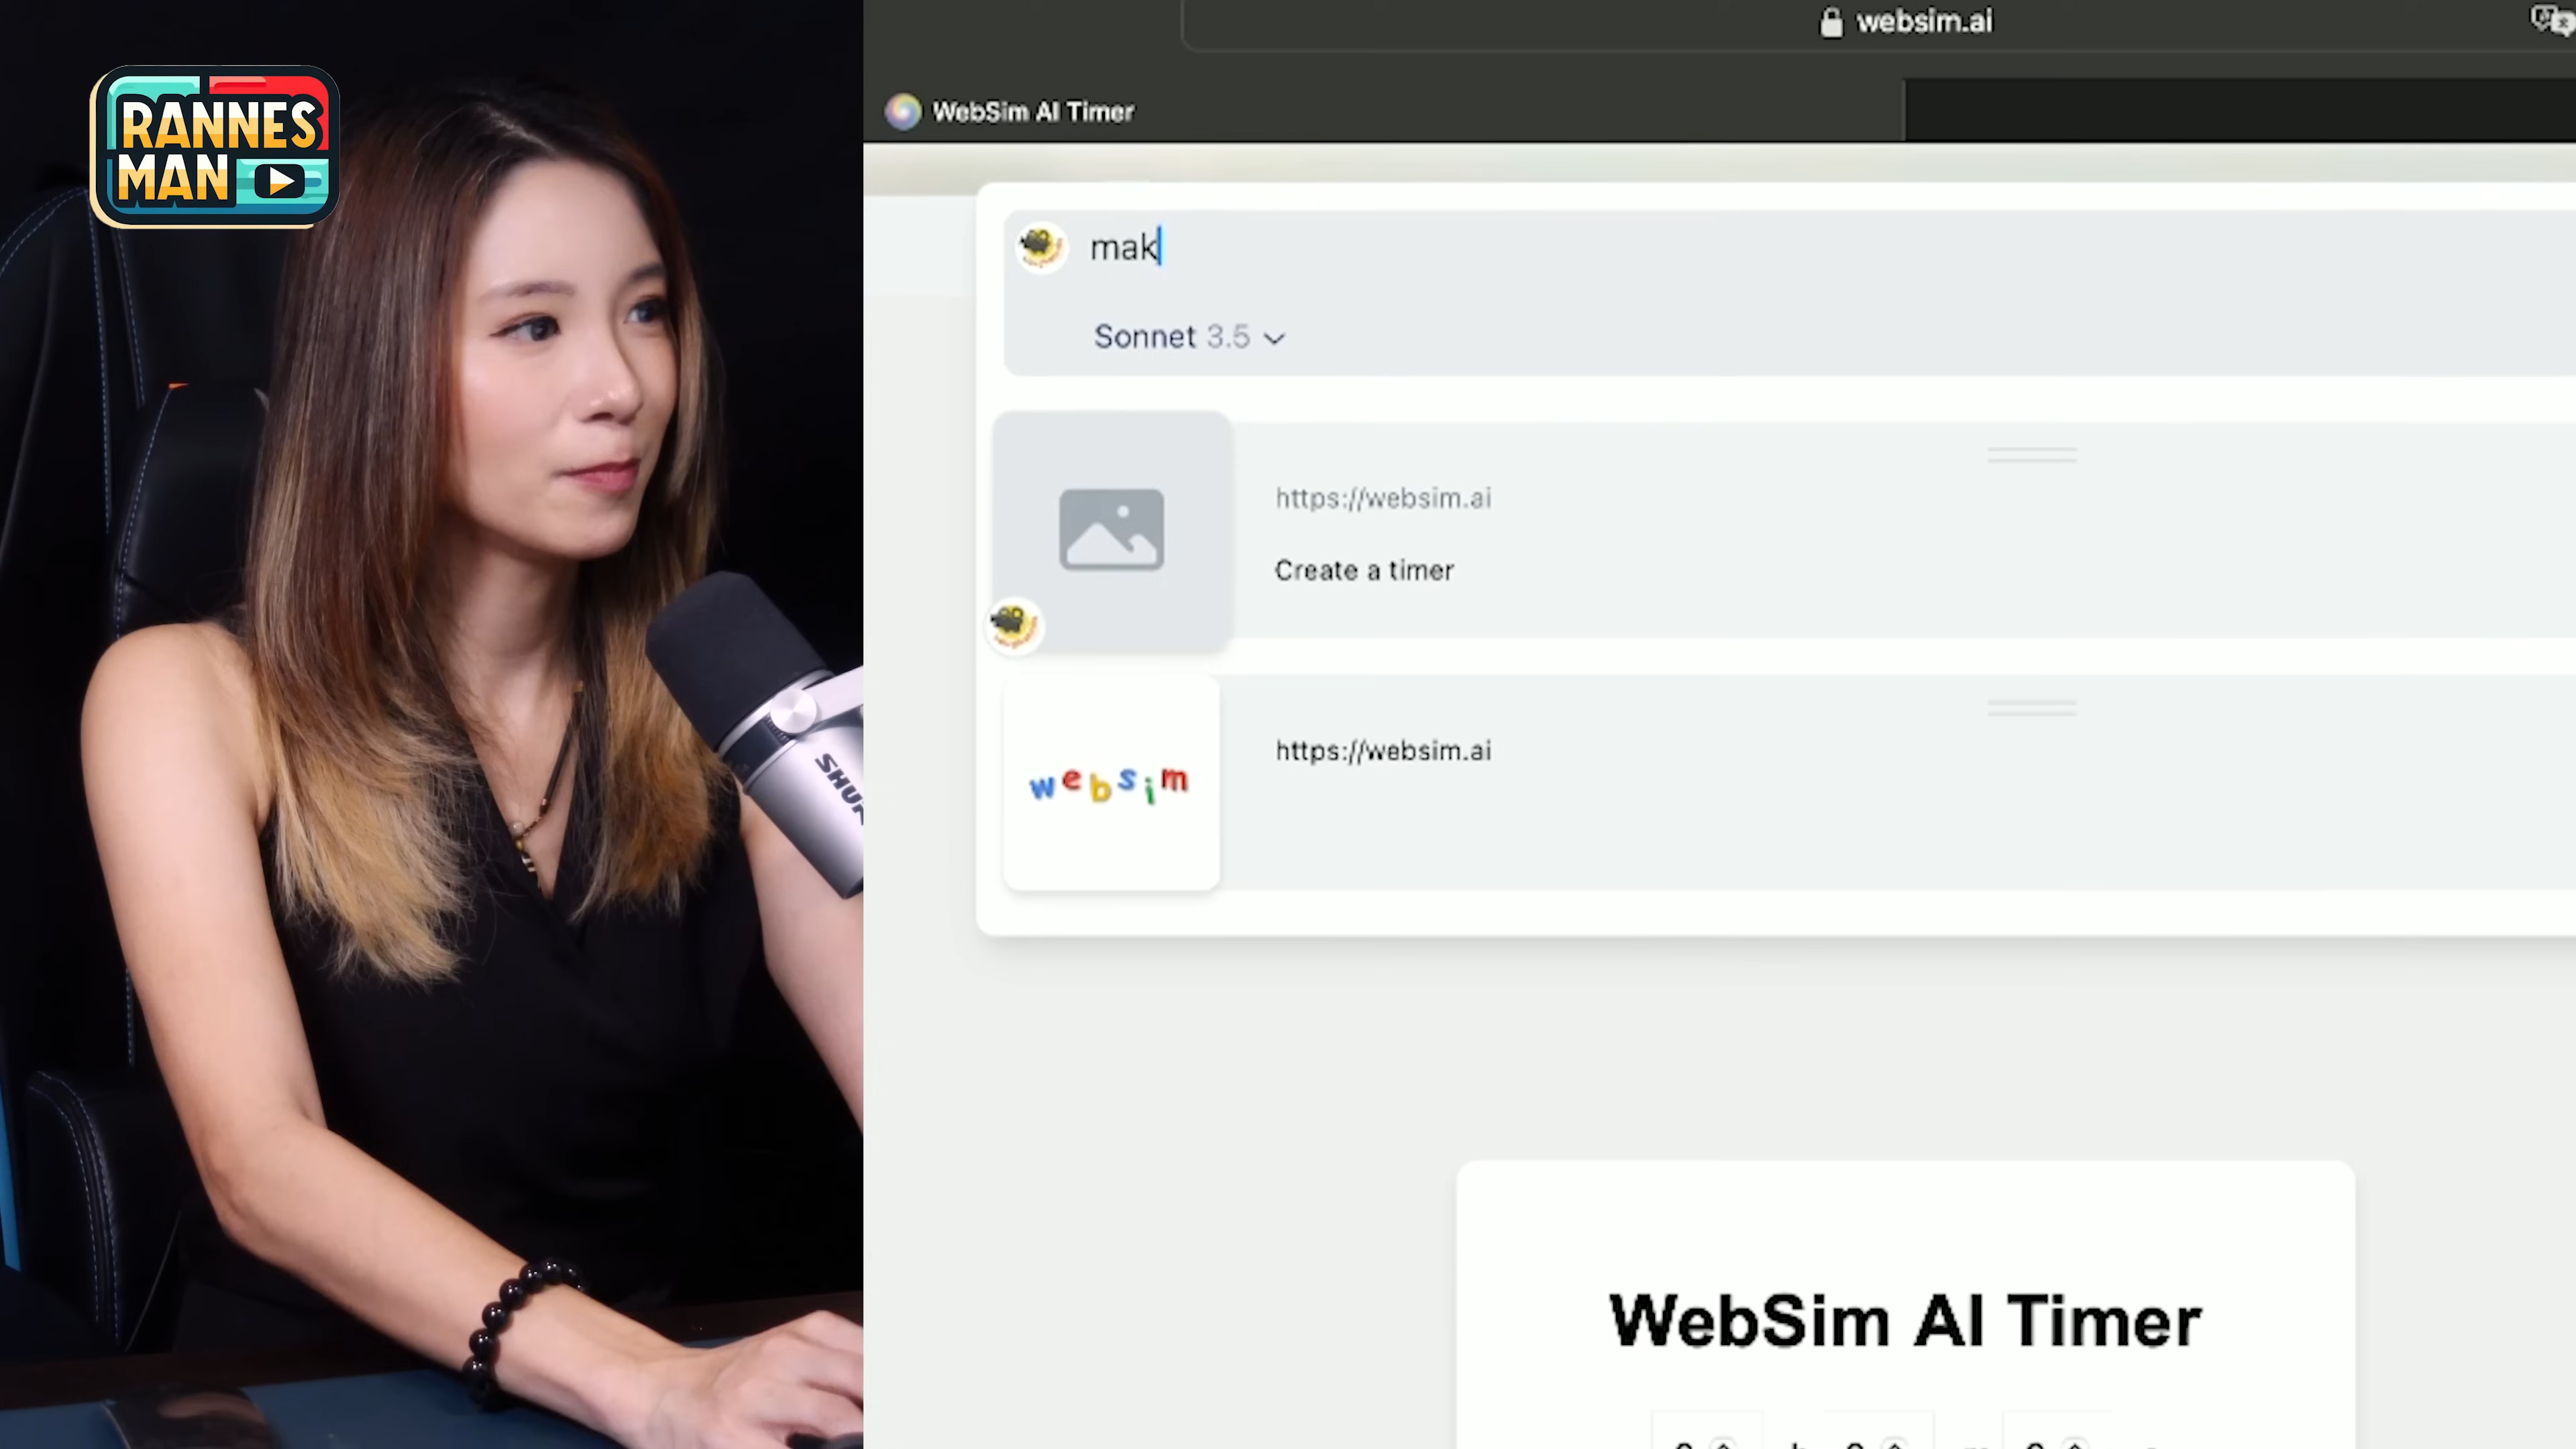 RANNES
MAN
websim.ai
WebSim AI Timer
mak
Sonnet 3.5
https://websim.ai
Create a timer
websim
https://websim.ai
SHUR
WebSim AI Timer